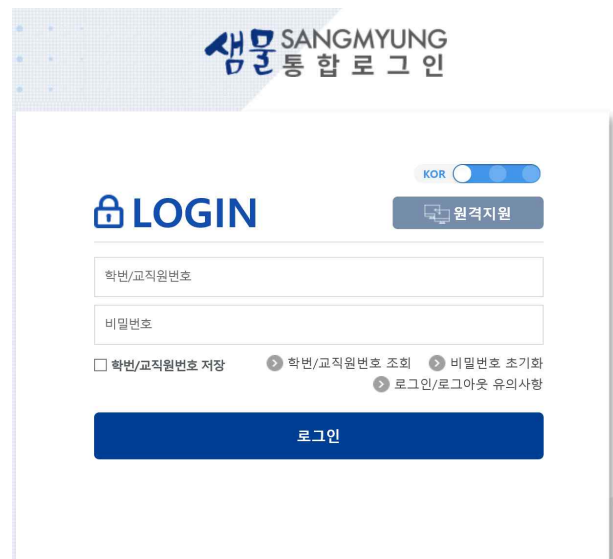 샘물 SANGMYUNG
통합로그인
KOR
LOGIN
원격지원
학번/교직원번호
비밀번호
학번/교직원번호 저장 학번/교직원번호 조회 비밀번호 초기화
로그인/로그아웃 유의사항
로그인